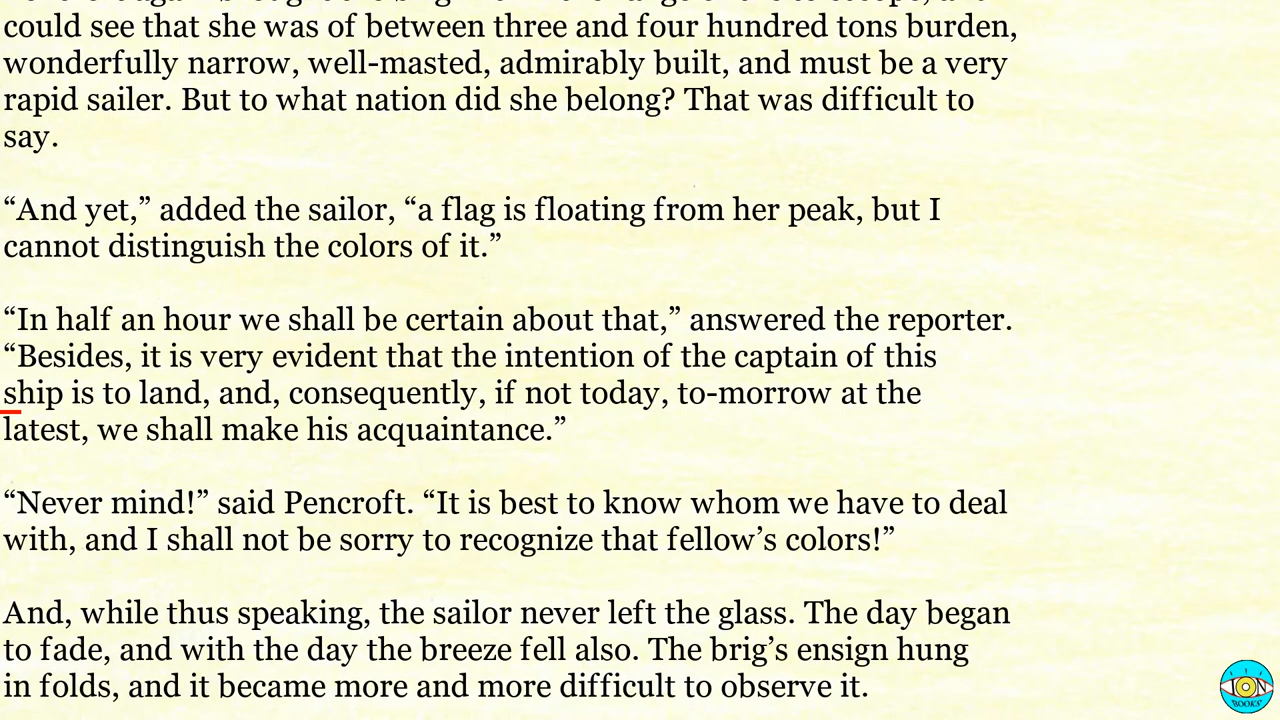 could see that she was of between three and four hundred tons burden,
wonderfully narrow, well-masted, admirably built, and must be a very
rapid sailer. But to what nation did she belong? That was difficult to
say.
“And yet,” added the sailor, “a flag is floating from her peak, but I
cannot distinguish the colors of it.”
“In half an hour we shall be certain about that,” answered the reporter.
“Besides, it is very evident that the intention of the captain of this
ship is to land, and, consequently, if not today, to-morrow at the
latest, we shall make his acquaintance.”
“Never mind!” said Pencroft. “It is best to know whom we have to deal
with, and I shall not be sorry to recognize that fellow’s colors!”
And, while thus speaking, the sailor never left the glass. The day began
to fade, and with the day the breeze fell also. The brig’s ensign hung
in folds, and it became more and more difficult to observe it.
ION
BOOKS